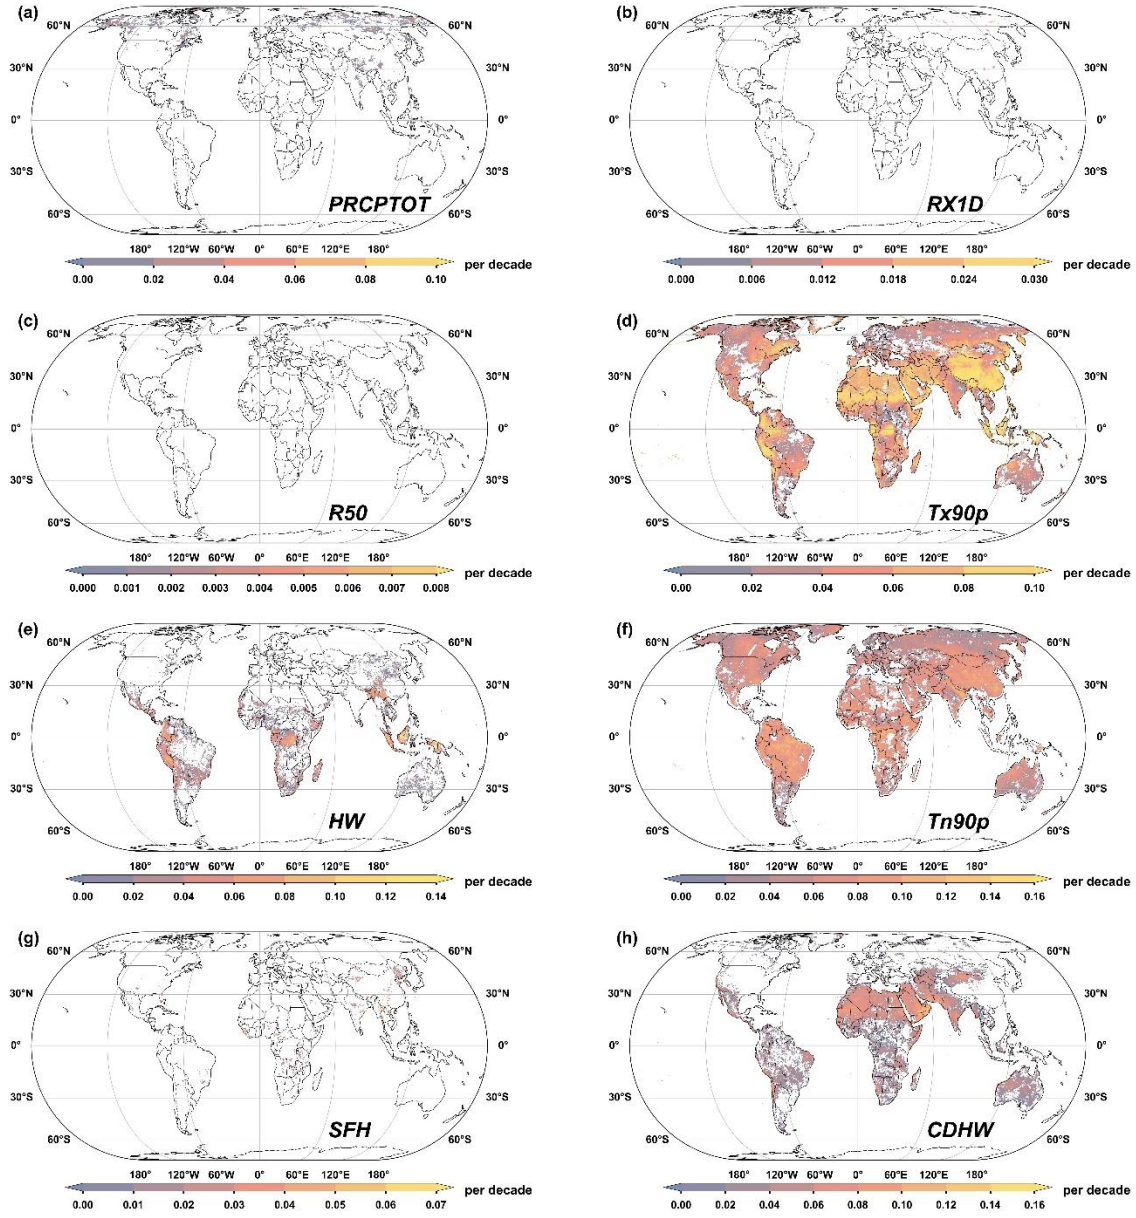 (a)
60°N
30°N
30°N
0°
0°
30°S
30°S
60°S
60°S
PRCPTOT
180° 120°W 60°W 0° 60°E 120°E 180°
0.00 0.02 0.04 0.06 0.08 0.10
per decade
(b)
60°N
30°N
30°N
0°
0°
30°S
30°S
60°S
60°S
RX1D
180° 120°W 60°W 0° 60°E 120°E 180°
0.000 0.006 0.012 0.018 0.024 0.030
per decade
(c)
60°N
30°N
30°N
0°
0°
30°S
30°S
60°S
60°S
R50
180° 120°W 60°W 0° 60°E 120°E 180°
0.000 0.001 0.002 0.003 0.004 0.005 0.006 0.007 0.008
per decade
(d)
60°N
30°N
30°N
0°
0°
30°S
30°S
60°S
60°S
Tx90p
180° 120°W 60°W 0° 60°E 120°E 180°
0.00 0.02 0.04 0.06 0.08 0.10
per decade
(e)
60°N
30°N
30°N
0°
0°
30°S
30°S
60°S
60°S
HW
180° 120°W 60°W 0° 60°E 120°E 180°
0.00 0.02 0.04 0.06 0.08 0.10 0.12 0.14
per decade
(f)
60°N
30°N
30°N
0°
0°
30°S
30°S
60°S
60°S
Tn90p
180° 120°W 60°W 0° 60°E 120°E 180°
0.00 0.02 0.04 0.06 0.08 0.10 0.12 0.14 0.16
per decade
(g)
60°N
30°N
30°N
0°
0°
30°S
30°S
60°S
60°S
SFH
180° 120°W 60°W 0° 60°E 120°E 180°
0.00 0.01 0.02 0.03 0.04 0.05 0.06 0.07
per decade
(h)
60°N
30°N
30°N
0°
0°
30°S
30°S
60°S
60°S
CDHW
180° 120°W 60°W 0° 60°E 120°E 180°
0.00 0.02 0.04 0.06 0.08 0.10 0.12 0.14 0.16
per decade